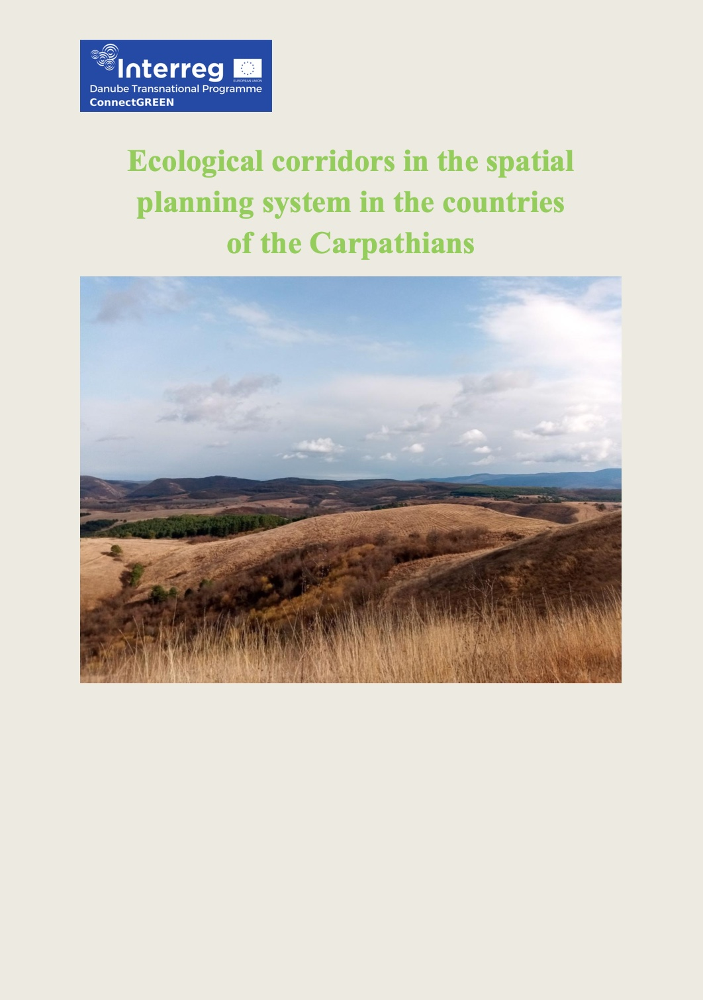 Interreg
EUROPEAN UNION
Danube Transnational Programme
ConnectGREEN
Ecological corridors in the spatial
planning system in the countries
of the Carpathians